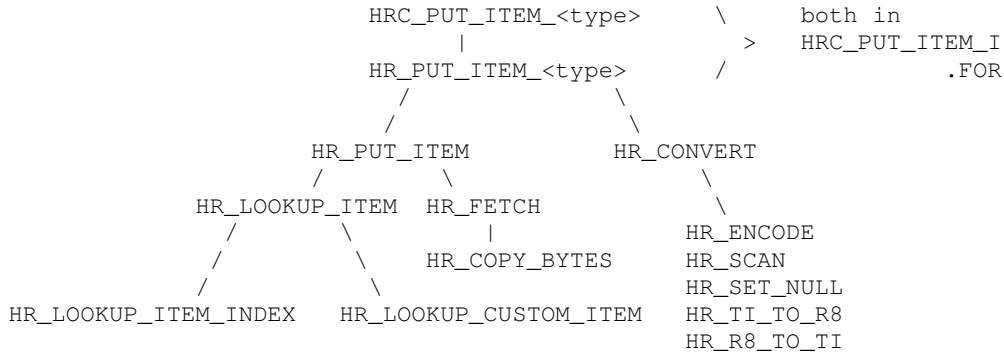 HRC_PUT_ITEM_<type> \ both in
| > HRC_PUT_ITEM_I
HR_PUT_ITEM_<type> / .FOR
/ \
/ \
HR_PUT_ITEM HR_CONVERT
/ \ \
HR_LOOKUP_ITEM HR_FETCH \
/ \ | HR_ENCODE
/ \ HR_COPY_BYTES HR_SCAN
/ \ HR_SET_NULL
HR_LOOKUP_ITEM_INDEX HR_LOOKUP_CUSTOM_ITEM HR_TI_TO_R8
HR_R8_TO_TI